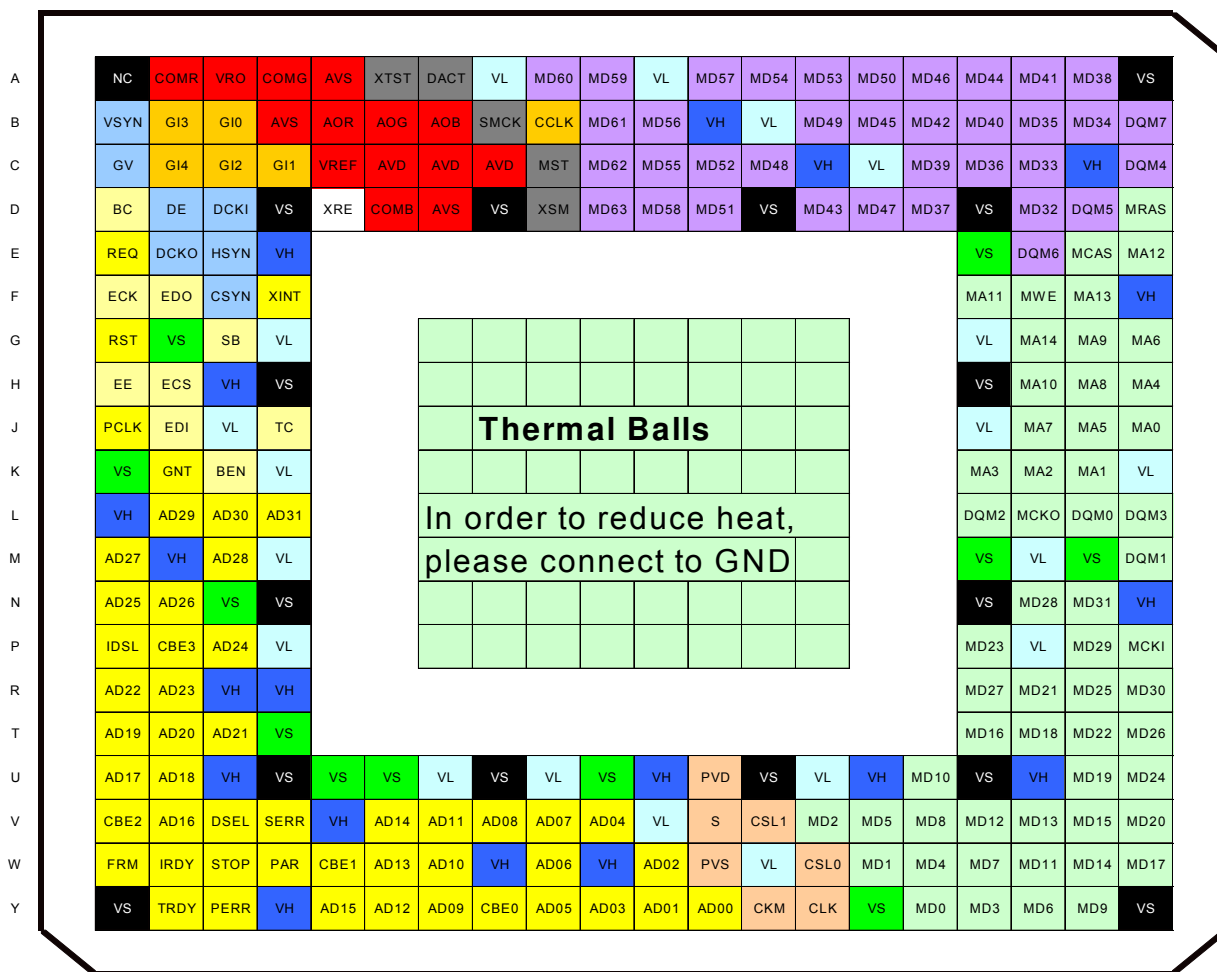 A NC COMR VRO COMG AVS XTST DACT VL MD60 MD59 VL MD57 MD54 MD53 MD50 MD46 MD44 MD41 MD38 VS
B VSYN GI3 GI0 AVS AOR AOG AOB SMCK CCLK MD61 MD56 VH VL MD49 MD45 MD42 MD40 MD35 MD34 DQM7
C GV GI4 GI2 GI1 VREF AVD AVD AVD MST MD62 MD55 MD52 MD48 VH VL MD39 MD36 MD33 VH DQM4
D BC DE DCKI VS XRE COMB AVS VS XSM MD63 MD58 MD51 VS MD43 MD47 MD37 VS MD32 DQM5 MRAS
E REQ DCKO HSYN VH VS DQM6 MCAS MA12
F ECK EDO CSYN XINT MA11 MWE MA13 VH
G RST VS SB VL VL MA14 MA9 MA6
H EE ECS VH VS VS MA10 MA8 MA4
J PCLK EDI VL TC Thermal Balls VL MA7 MA5 MA0
K VS GNT BEN VL MA3 MA2 MA1 VL
L VH AD29 AD30 AD31 In order to reduce heat, DQM2 MCKO DQM0 DQM3
M AD27 VH AD28 VL please connect to GND VS VL VS DQM1
N AD25 AD26 VS VS VS MD28 MD31 VH
P IDSL CBE3 AD24 VL MD23 VL MD29 MCKI
R AD22 AD23 VH VH MD27 MD21 MD25 MD30
T AD19 AD20 AD21 VS MD16 MD18 MD22 MD26
U AD17 AD18 VH VS VS VS VL VS VL VS VH PVD VS VL VH MD10 VS VH MD19 MD24
V CBE2 AD16 DSEL SERR VH AD14 AD11 AD08 AD07 AD04 VL S CSL1 MD2 MD5 MD8 MD12 MD13 MD15 MD20
W FRM IRDY STOP PAR CBE1 AD13 AD10 VH AD06 VH AD02 PVS VL CSL0 MD1 MD4 MD7 MD11 MD14 MD17
Y VS TRDY PERR VH AD15 AD12 AD09 CBE0 AD05 AD03 AD01 AD00 CKM CLK VS MD0 MD3 MD6 MD9 VS